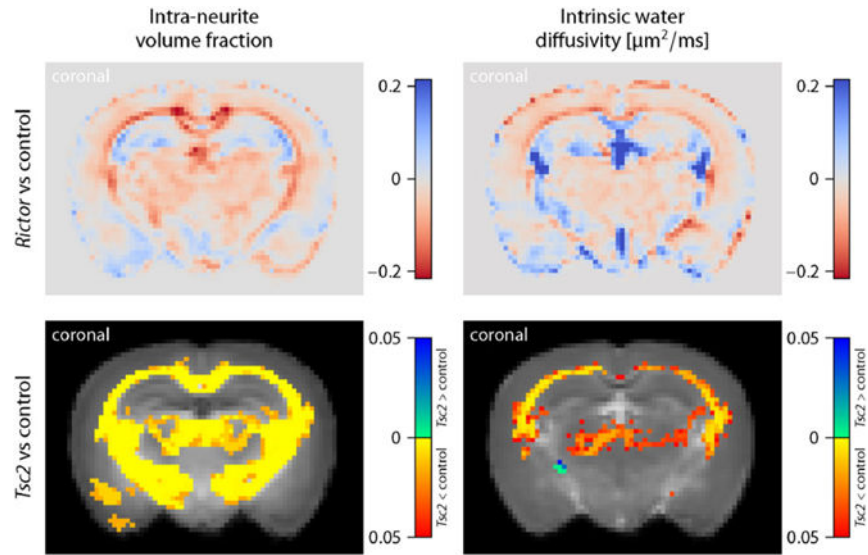 Intra-neurite
volume fraction
Intrinsic water
diffusivity [µm²/ms]
Rictor vs control
coronal
0.2
0
−0.2
coronal
0.2
0
−0.2
Tsc2 vs control
coronal
0.05
0
0.05
Tsc2 > control
Tsc2 < control
coronal
0.05
0
0.05
Tsc2 > control
Tsc2 < control